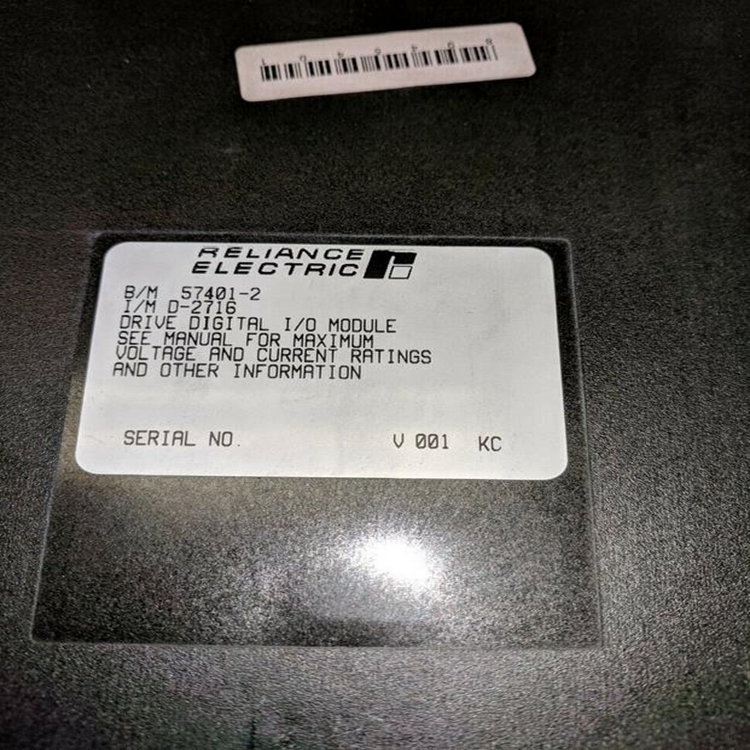 RELIANCE
ELECTRIC
B/M 57401-2
I/M D-2716
DRIVE DIGITAL I/O MODULE
SEE MANUAL FOR MAXIMUM
VOLTAGE AND CURRENT RATINGS
AND OTHER INFORMATION
SERIAL NO. V 001 KC